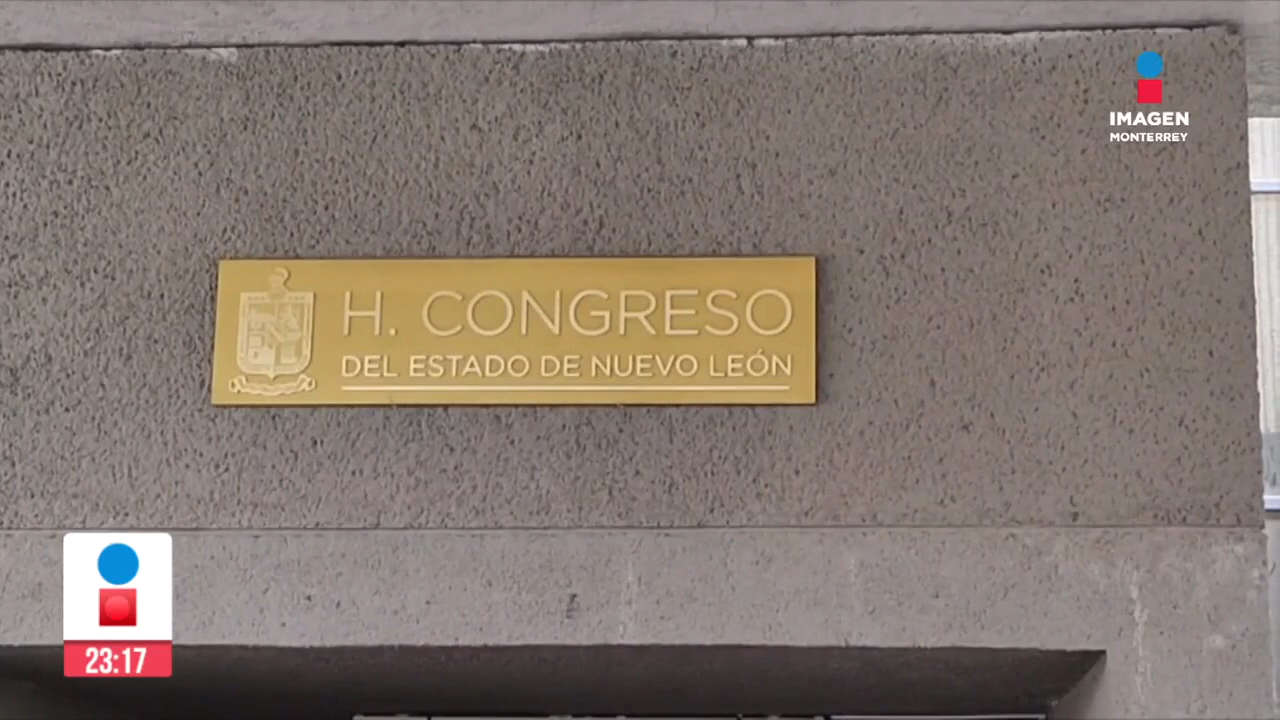 IMAGEN
MONTERREY
H. CONGRESO
DEL ESTADO DE NUEVO LEÓN
23:17